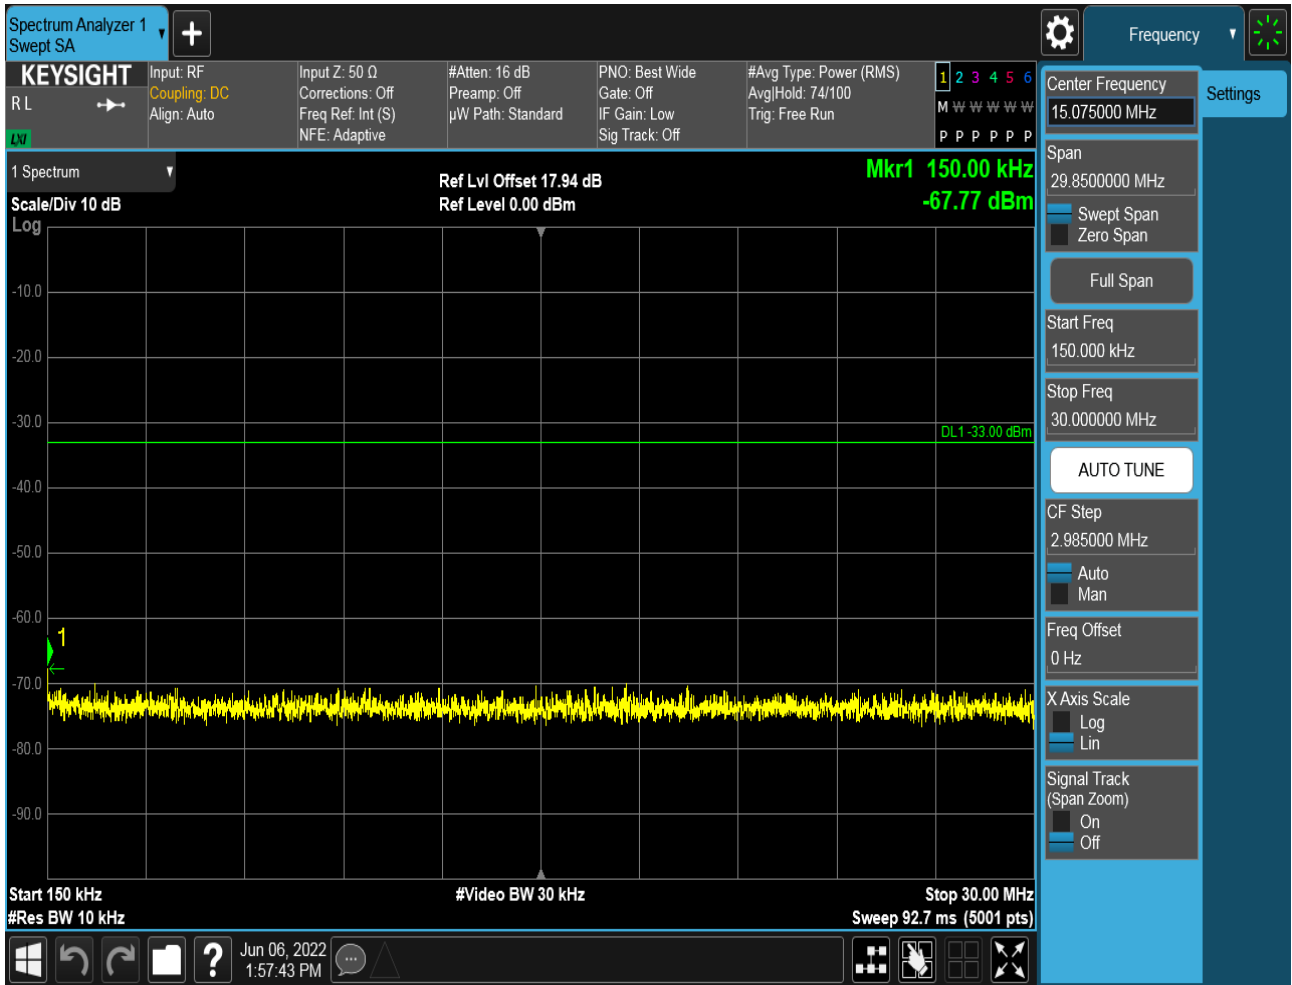 Spectrum Analyzer 1
Swept SA
Frequency
KEYSIGHT
R L
LXI
Input: RF
Coupling: DC
Align: Auto
Input Z: 50 Ω
Corrections: Off
Freq Ref: Int (S)
NFE: Adaptive
#Atten: 16 dB
Preamp: Off
µW Path: Standard
PNO: Best Wide
Gate: Off
IF Gain: Low
Sig Track: Off
#Avg Type: Power (RMS)
Avg|Hold: 74/100
Trig: Free Run
1 2 3 4 5 6
M W W W W W
P P P P P P
1 Spectrum
Scale/Div 10 dB
Log
Ref Lvl Offset 17.94 dB
Ref Level 0.00 dBm
Mkr1 150.00 kHz
-67.77 dBm
-10.0
-20.0
-30.0
DL1 -33.00 dBm
-40.0
-50.0
-60.0
1
-70.0
-80.0
-90.0
Start 150 kHz
#Video BW 30 kHz
Stop 30.00 MHz
#Res BW 10 kHz
Sweep 92.7 ms (5001 pts)
?
Jun 06, 2022
1:57:43 PM
Center Frequency
15.075000 MHz
Settings
Span
29.8500000 MHz
Swept Span
Zero Span
Full Span
Start Freq
150.000 kHz
Stop Freq
30.000000 MHz
AUTO TUNE
CF Step
2.985000 MHz
Auto
Man
Freq Offset
0 Hz
X Axis Scale
Log
Lin
Signal Track
(Span Zoom)
On
Off